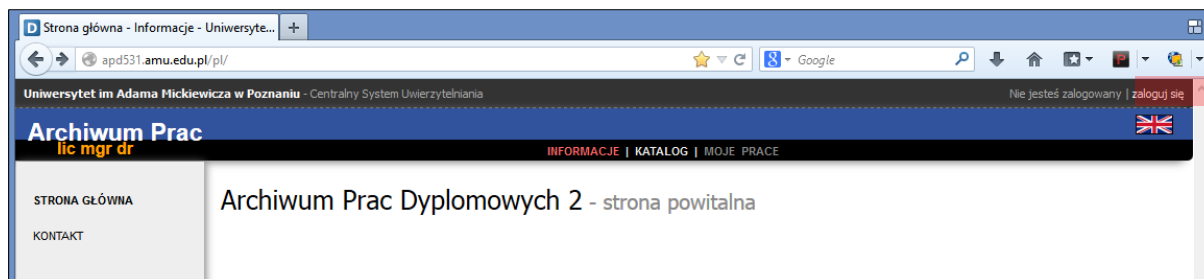 Strona główna - Informacje - Uniwersyte...
apd531.amu.edu.pl/pl/
Google
Uniwersytet im Adama Mickiewicza w Poznaniu - Centralny System Uwierzytelniania
Nie jesteś zalogowany | zaloguj się
Archiwum Prac
lic mgr dr
INFORMACJE | KATALOG | MOJE PRACE
STRONA GŁÓWNA
Archiwum Prac Dyplomowych 2 - strona powitalna
KONTAKT